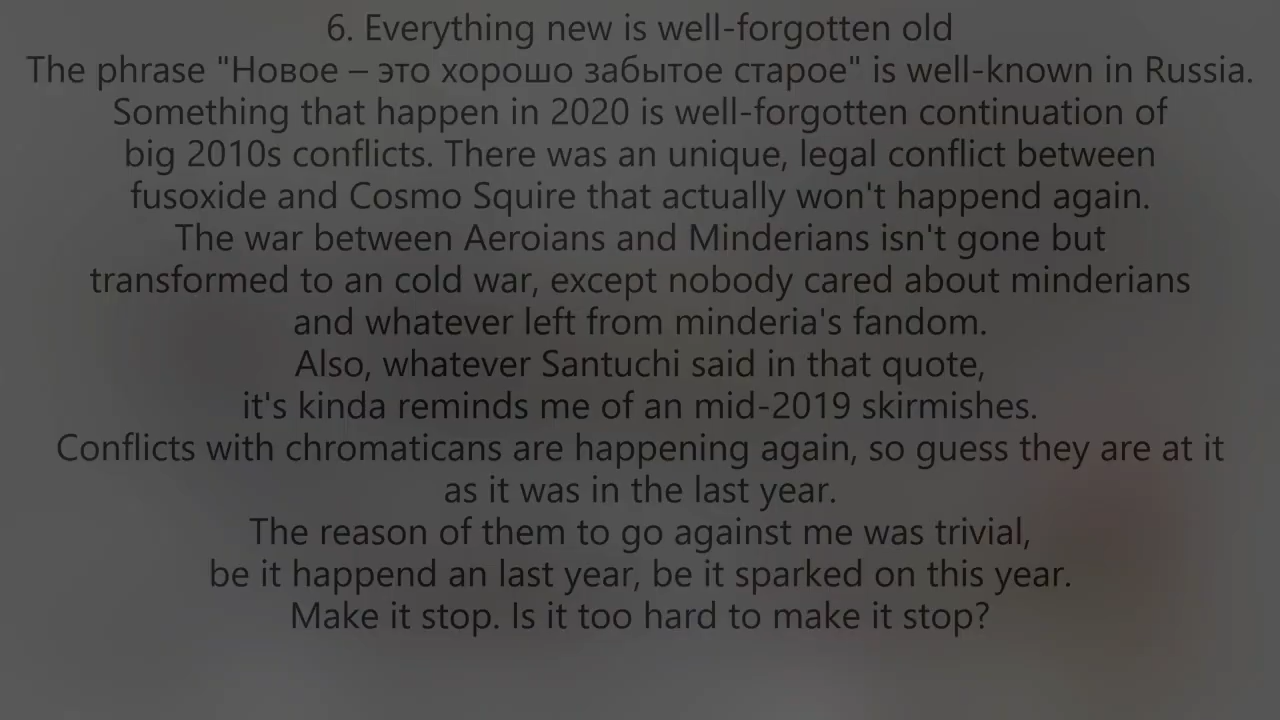 6. Everything new is well-forgotten old
The phrase "Новое – это хорошо забытое старое" is well-known in Russia.
Something that happen in 2020 is well-forgotten continuation of
big 2010s conflicts. There was an unique, legal conflict between
fusoxide and Cosmo Squire that actually won't happend again.
The war between Aeroians and Minderians isn't gone but
transformed to an cold war, except nobody cared about minderians
and whatever left from minderia's fandom.
Also, whatever Santuchi said in that quote,
it's kinda reminds me of an mid-2019 skirmishes.
Conflicts with chromaticans are happening again, so guess they are at it
as it was in the last year.
The reason of them to go against me was trivial,
be it happend an last year, be it sparked on this year.
Make it stop. Is it too hard to make it stop?